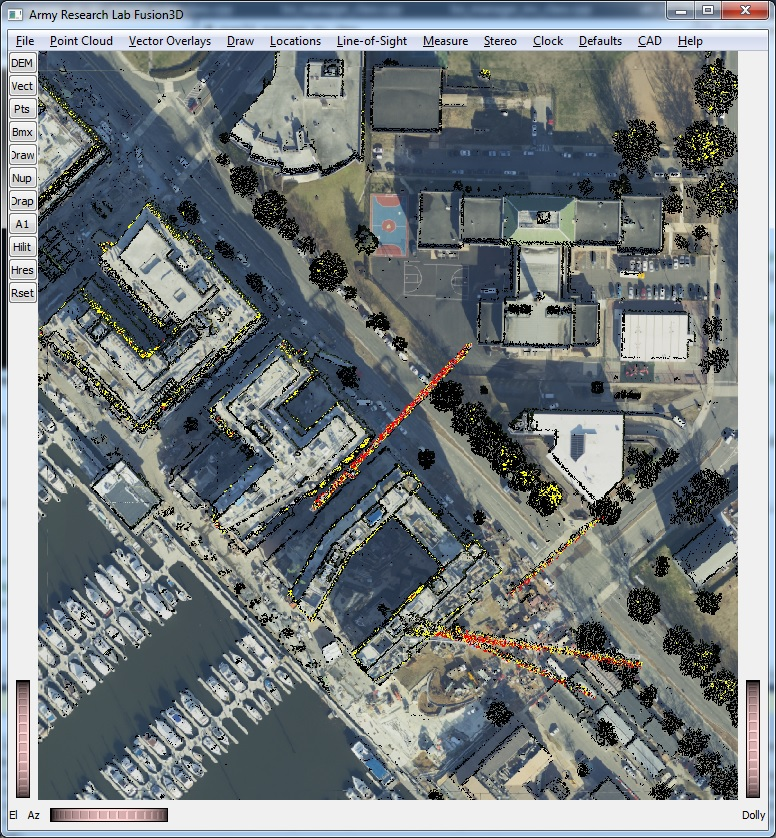 Army Research Lab Fusion3D
File Point Cloud Vector Overlays Draw Locations Line-of-Sight Measure Stereo Clock Defaults CAD Help
DEM
Vect
Pts
Bmx
Draw
Nup
Drap
A1
Hilit
Hres
Rset
El Az Dolly